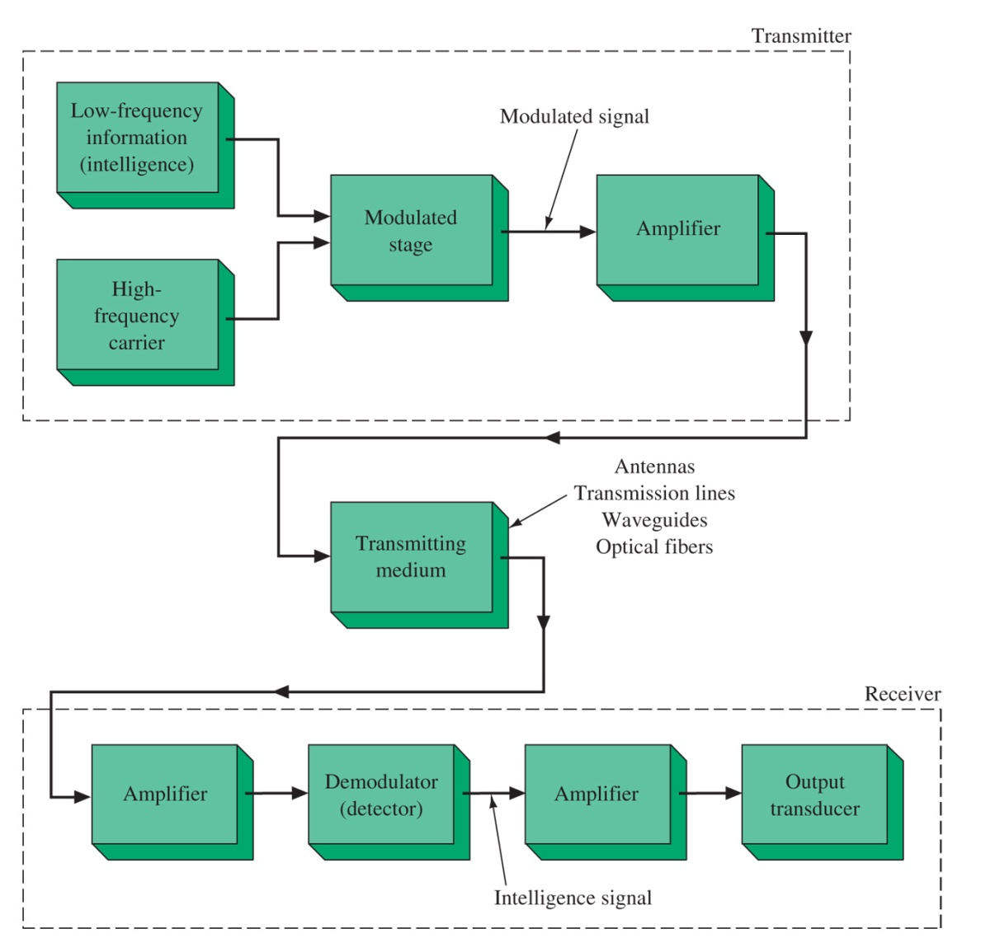 Transmitter
Low-frequency
information
(intelligence)
Modulated signal
Modulated
stage
Amplifier
High-
frequency
carrier
Antennas
Transmission lines
Waveguides
Optical fibers
Transmitting
medium
Receiver
Amplifier
Demodulator
(detector)
Amplifier
Output
transducer
Intelligence signal